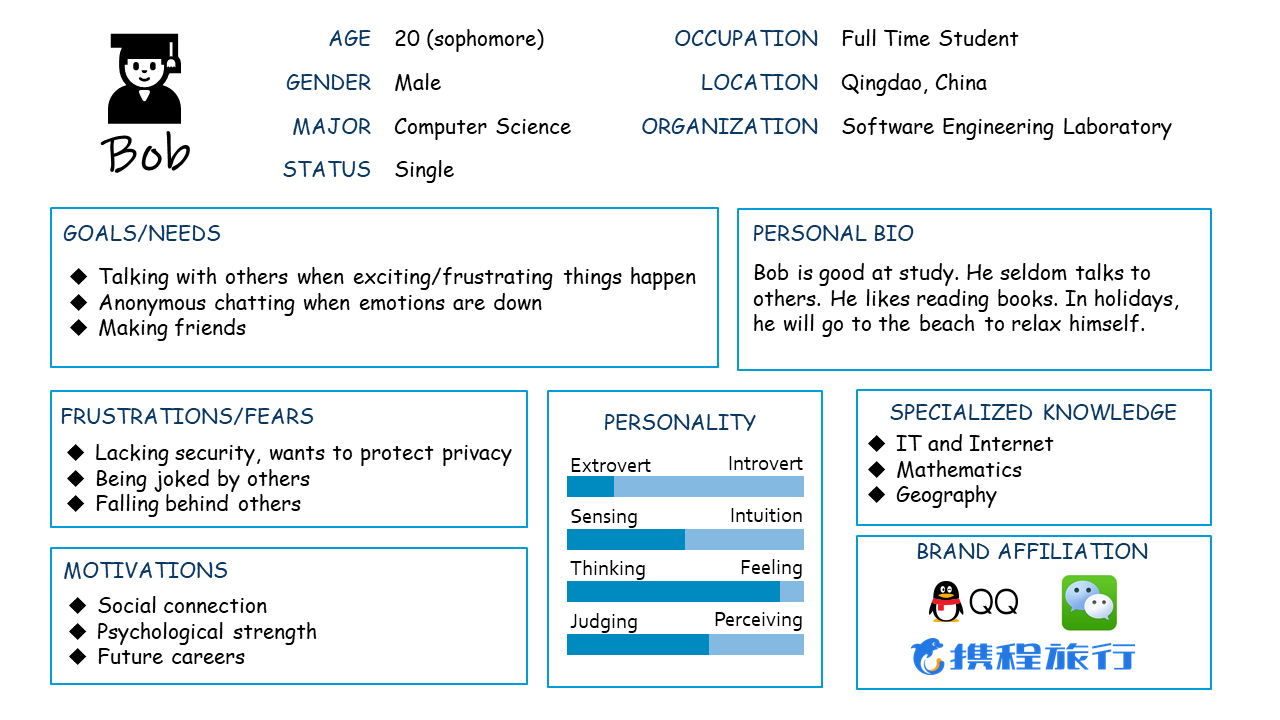 Bob
AGE 20 (sophomore)
GENDER Male
MAJOR Computer Science
STATUS Single
OCCUPATION Full Time Student
LOCATION Qingdao, China
ORGANIZATION Software Engineering Laboratory
GOALS/NEEDS
◆ Talking with others when exciting/frustrating things happen
◆ Anonymous chatting when emotions are down
◆ Making friends
PERSONAL BIO
Bob is good at study. He seldom talks to
others. He likes reading books. In holidays,
he will go to the beach to relax himself.
FRUSTRATIONS/FEARS
◆ Lacking security, wants to protect privacy
◆ Being joked by others
◆ Falling behind others
MOTIVATIONS
◆ Social connection
◆ Psychological strength
◆ Future careers
PERSONALITY
Extrovert Introvert
Sensing Intuition
Thinking Feeling
Judging Perceiving
SPECIALIZED KNOWLEDGE
◆ IT and Internet
◆ Mathematics
◆ Geography
BRAND AFFILIATION
QQ
携程旅行